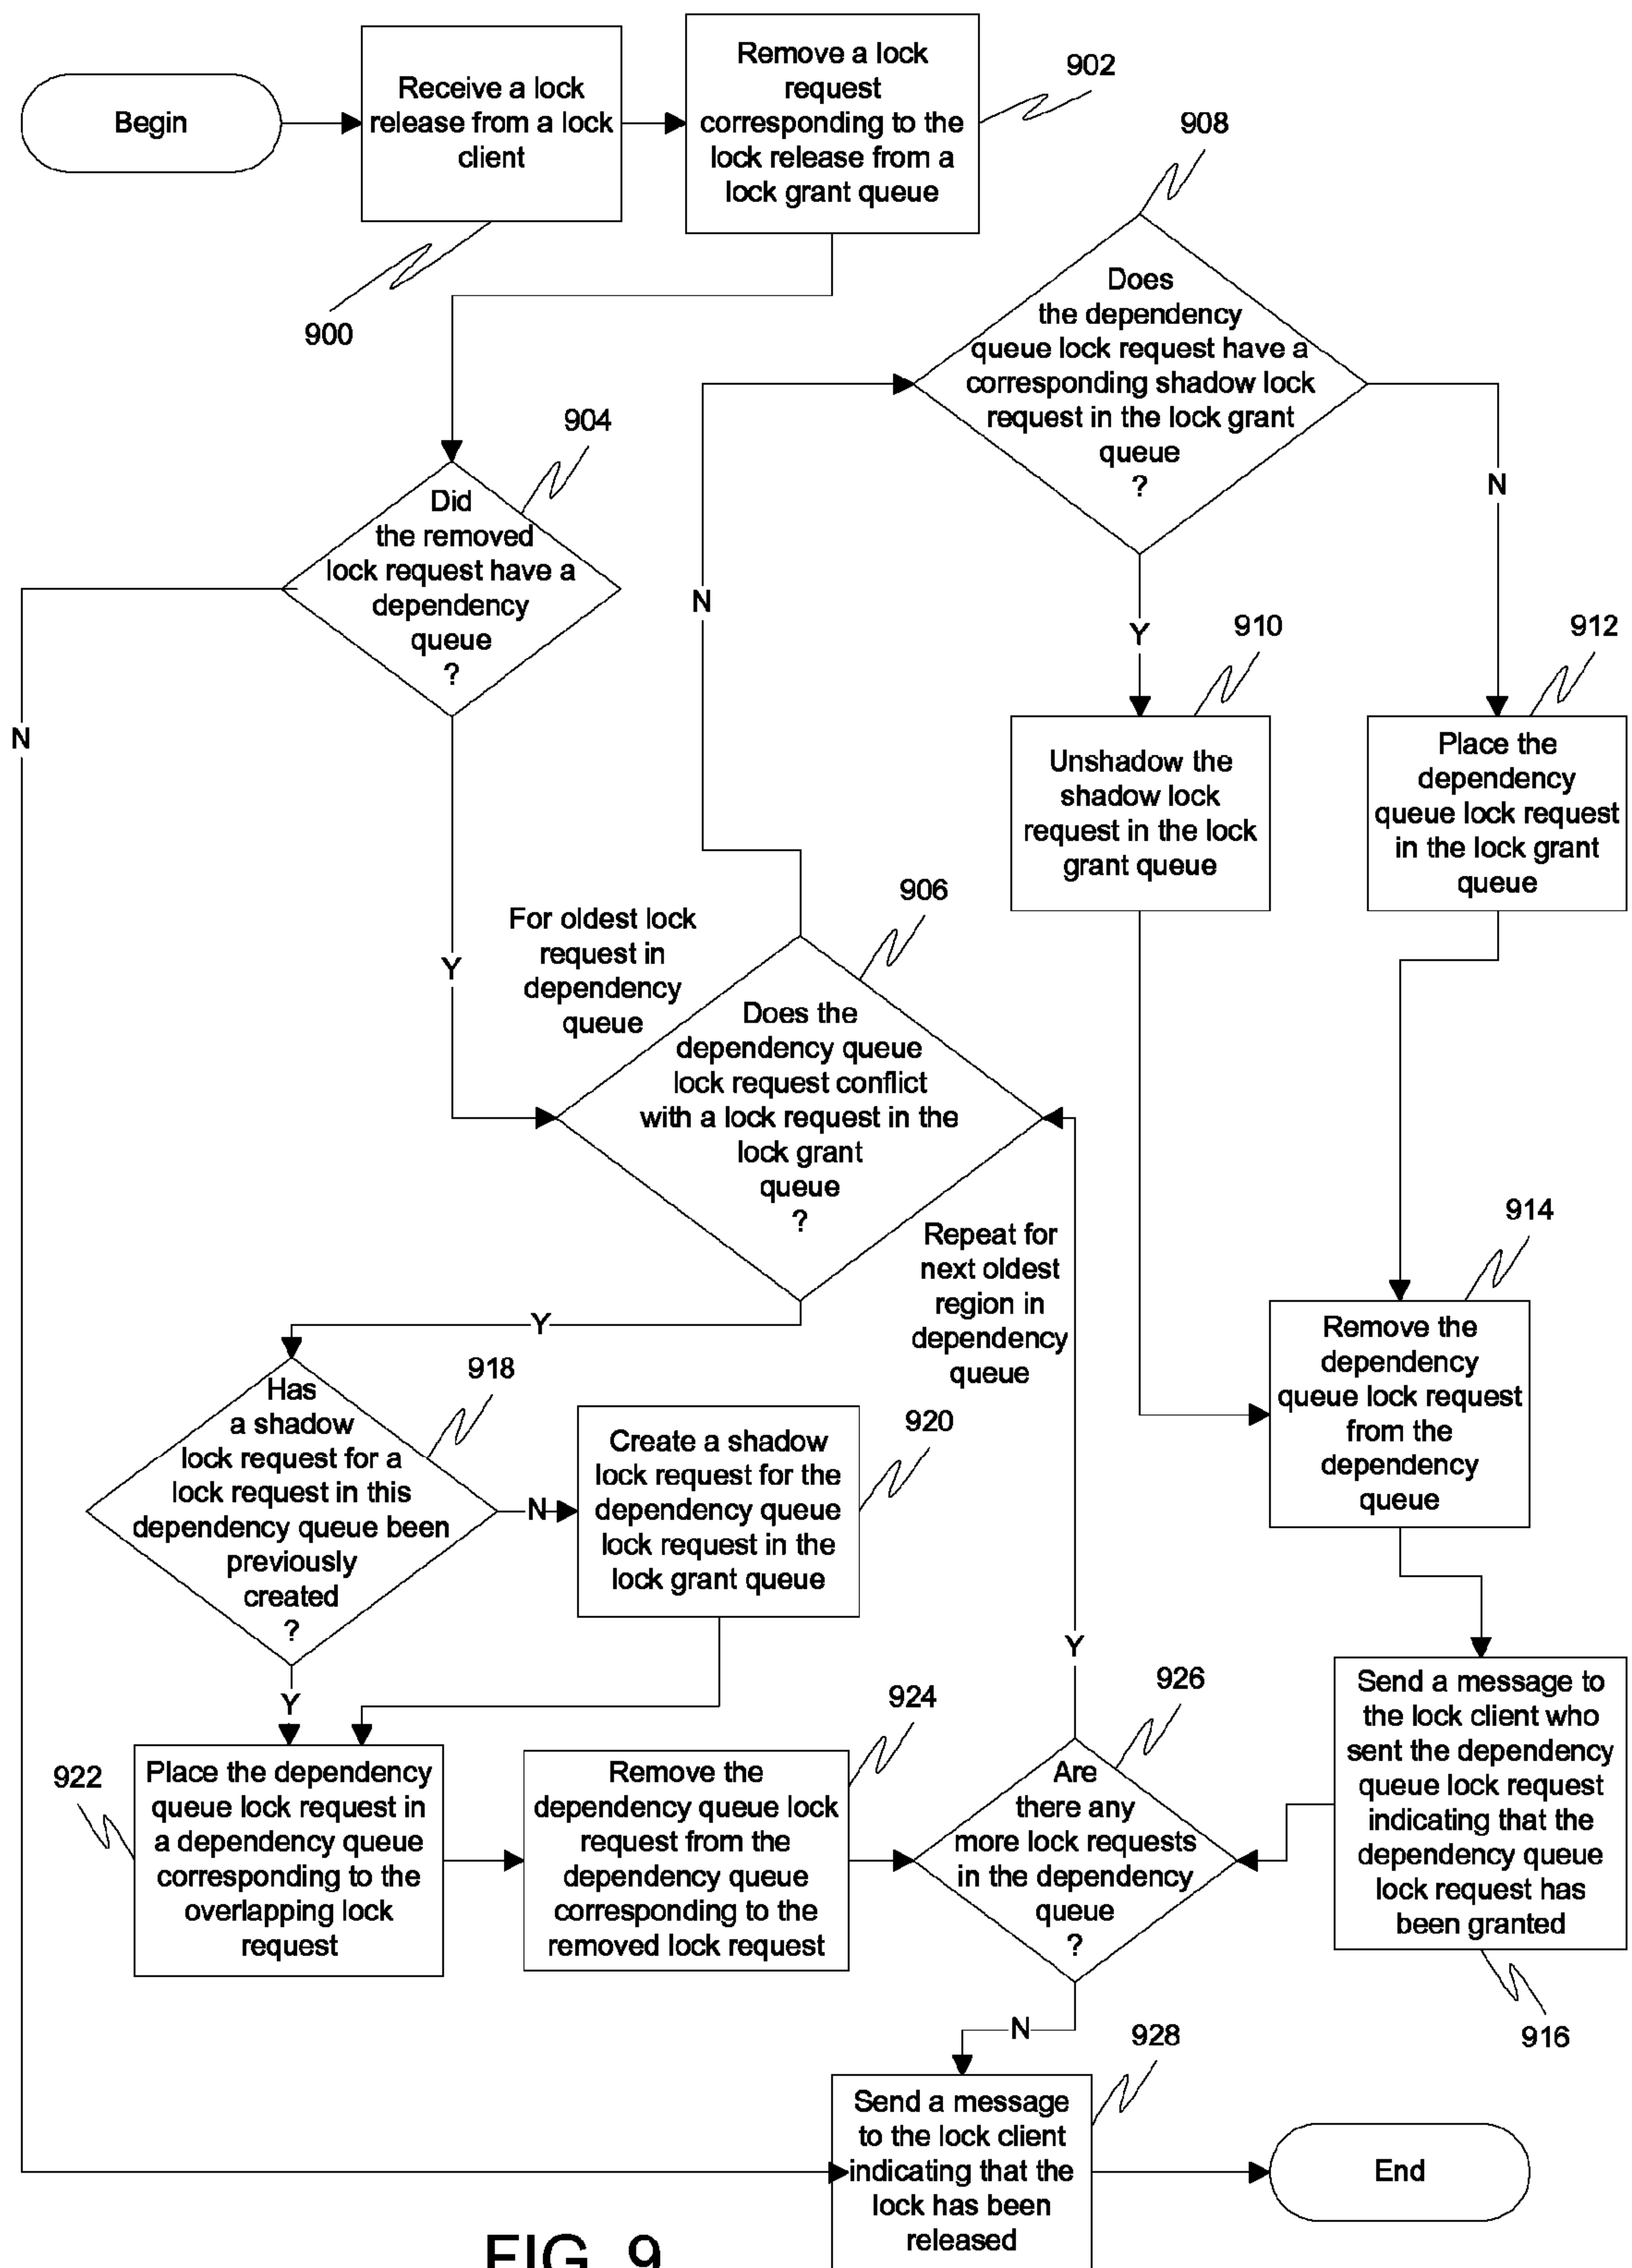 Begin
Receive a lock
release from a lock
client
900
Remove a lock
request
corresponding to the
lock release from a
lock grant queue
902
908
Does
the dependency
queue lock request have a
corresponding shadow lock
request in the lock grant
queue
?
904
Did
the removed
lock request have a
dependency
queue
?
N
N
N
Y
910
912
Unshadow the
shadow lock
request in the lock
grant queue
Place the
dependency
queue lock request
in the lock grant
queue
Y
For oldest lock
request in
dependency
queue
906
Does the
dependency queue
lock request conflict
with a lock request in the
lock grant
queue
?
Repeat for
next oldest
region in
dependency
queue
914
Remove the
dependency
queue lock request
from the
dependency
queue
Y
918
Has
a shadow
lock request for a
lock request in this
dependency queue been
previously
created
?
N
920
Create a shadow
lock request for the
dependency queue
lock request in the
lock grant queue
Y
Y
922
Place the dependency
queue lock request in
a dependency queue
corresponding to the
overlapping lock
request
924
Remove the
dependency queue lock
request from the
dependency queue
corresponding to the
removed lock request
926
Are
there any
more lock requests
in the dependency
queue
?
Send a message to
the lock client who
sent the dependency
queue lock request
indicating that the
dependency queue
lock request has
been granted
916
N
928
Send a message
to the lock client
indicating that the
lock has been
released
End
FIG. 9